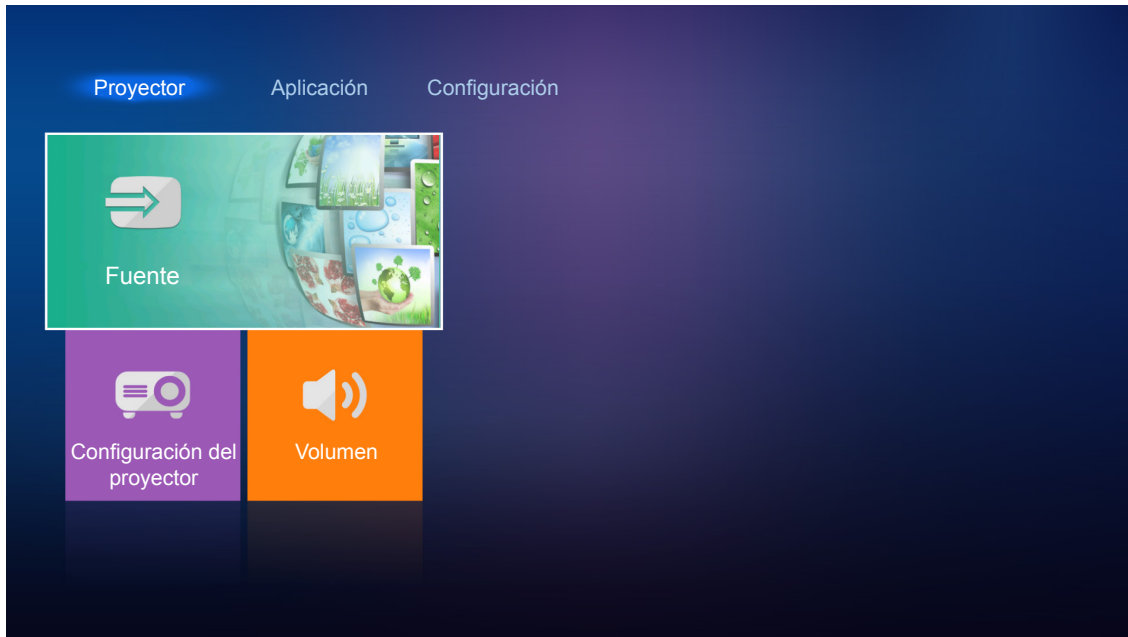 Proyector Aplicación Configuración
Fuente
Configuración del
proyector
Volumen